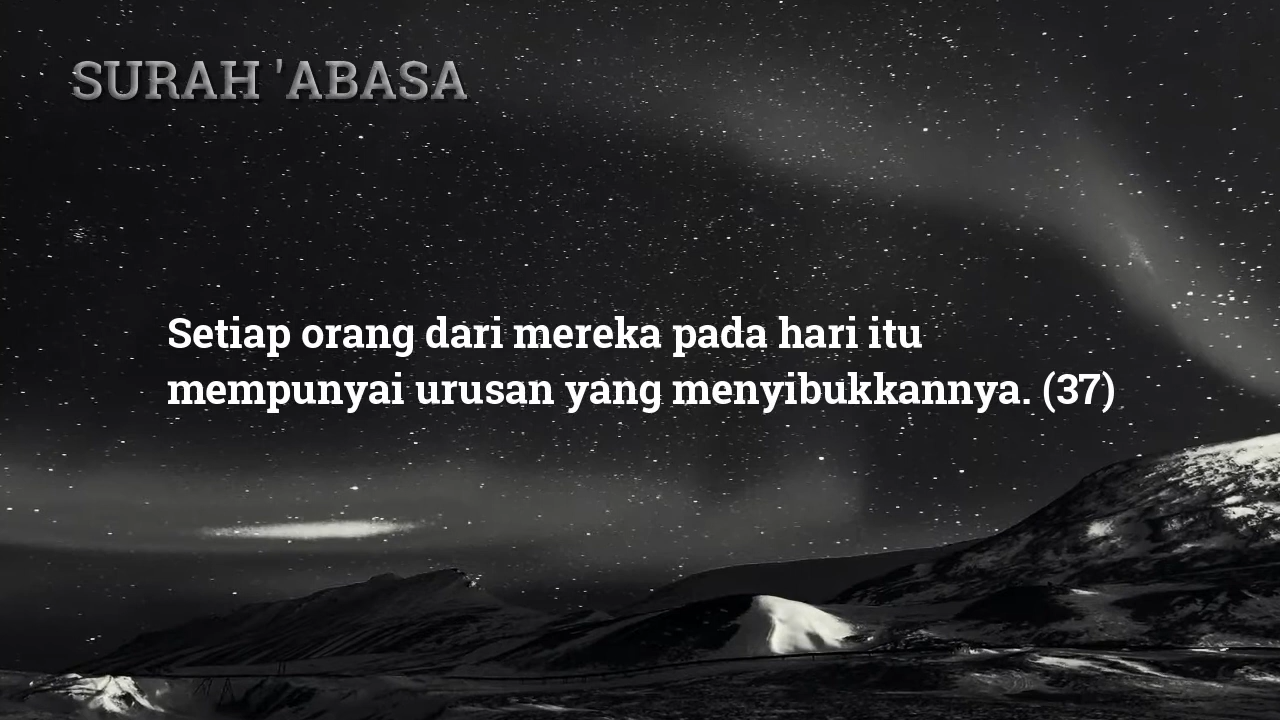 SURAH 'ABASA
Setiap orang dari mereka pada hari itu
mempunyai urusan yang menyibukkannya. (37)